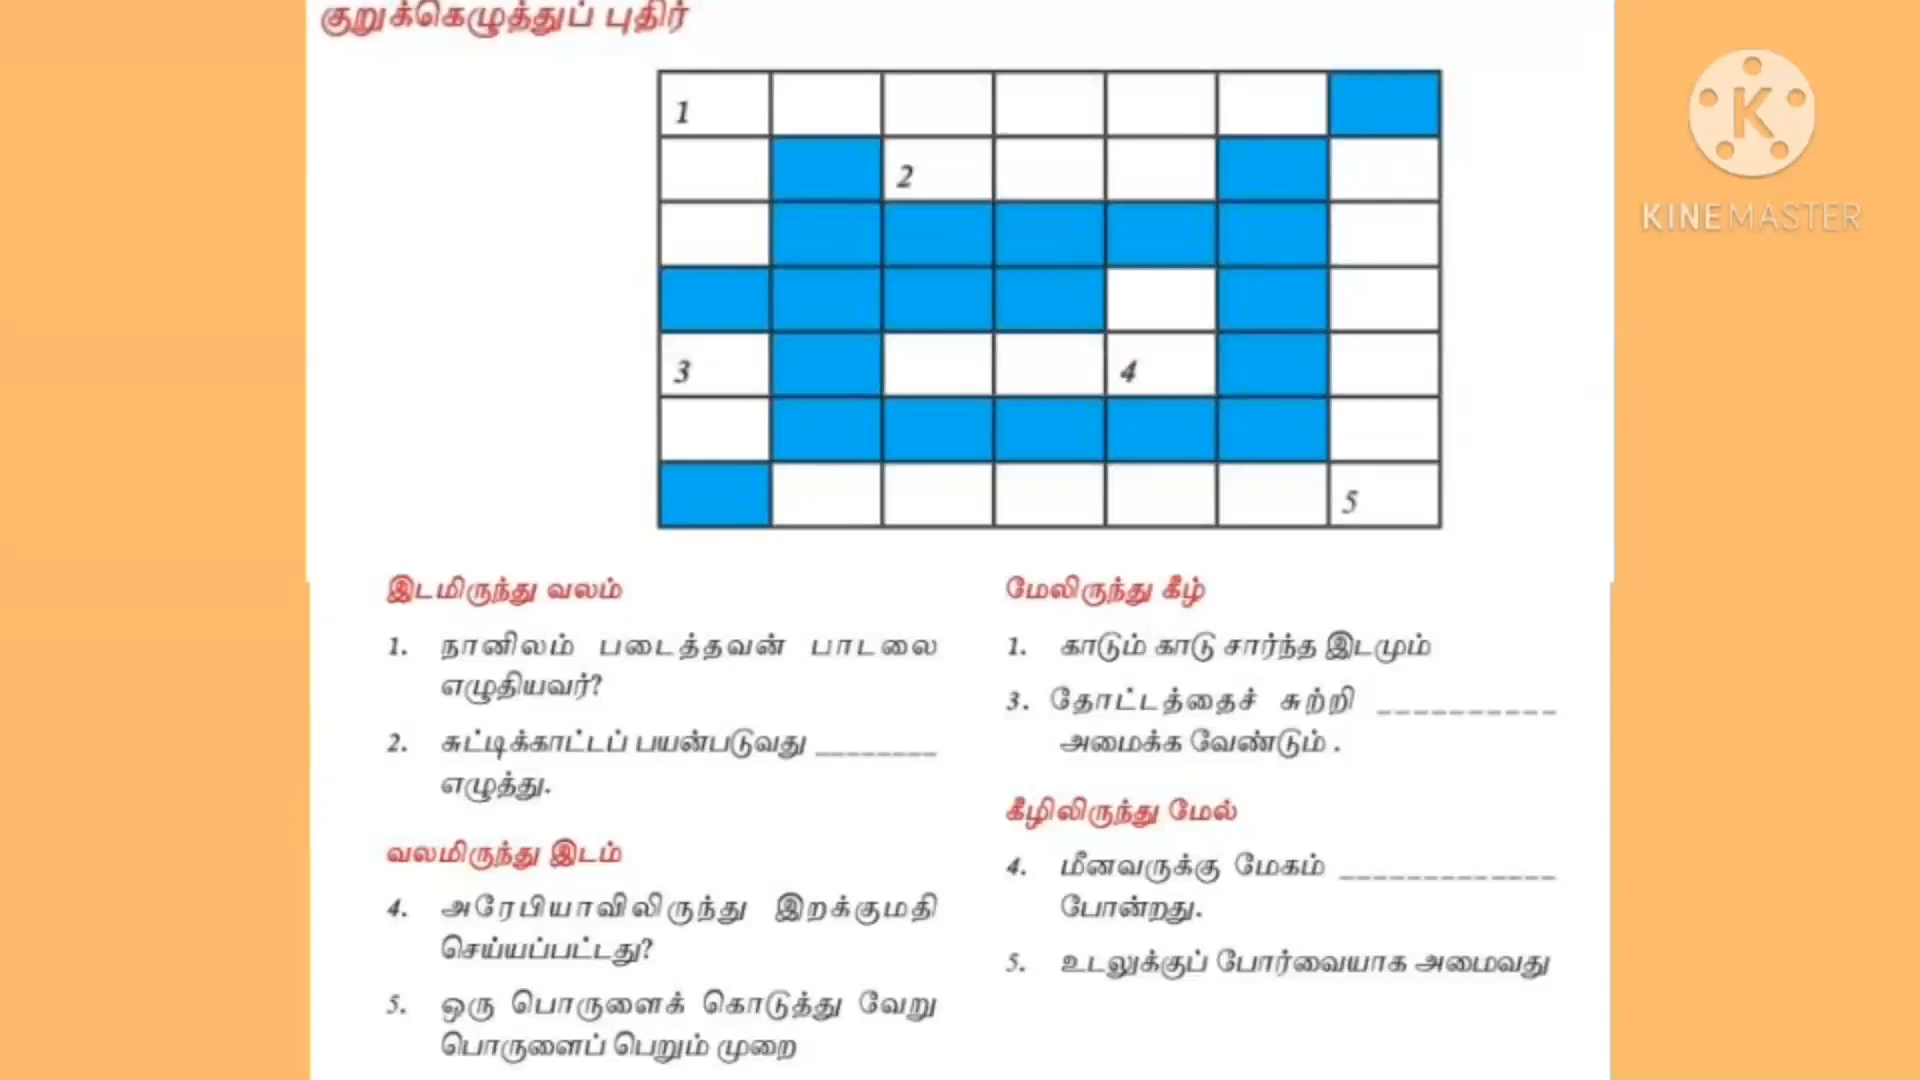 குறுக்கெழுத்துப் புதிர்
1
2
3
4
5
KINEMASTER
இடமிருந்து வலம்
1. நானிலம் படைத்தவன் பாடலை
எழுதியவர்?
2. சுட்டிக்காட்டப் பயன்படுவது ________
எழுத்து.
வலமிருந்து இடம்
4. அரேபியாவிலிருந்து இறக்குமதி
செய்யப்பட்டது?
5. ஒரு பொருளைக் கொடுத்து வேறு
பொருளைப் பெறும் முறை
மேலிருந்து கீழ்
1. காடும் காடு சார்ந்த இடமும்
3. தோட்டத்தைச் சுற்றி __________
அமைக்க வேண்டும் .
கீழிலிருந்து மேல்
4. மீனவருக்கு மேகம் _____________
போன்றது.
5. உடலுக்குப் போர்வையாக அமைவது